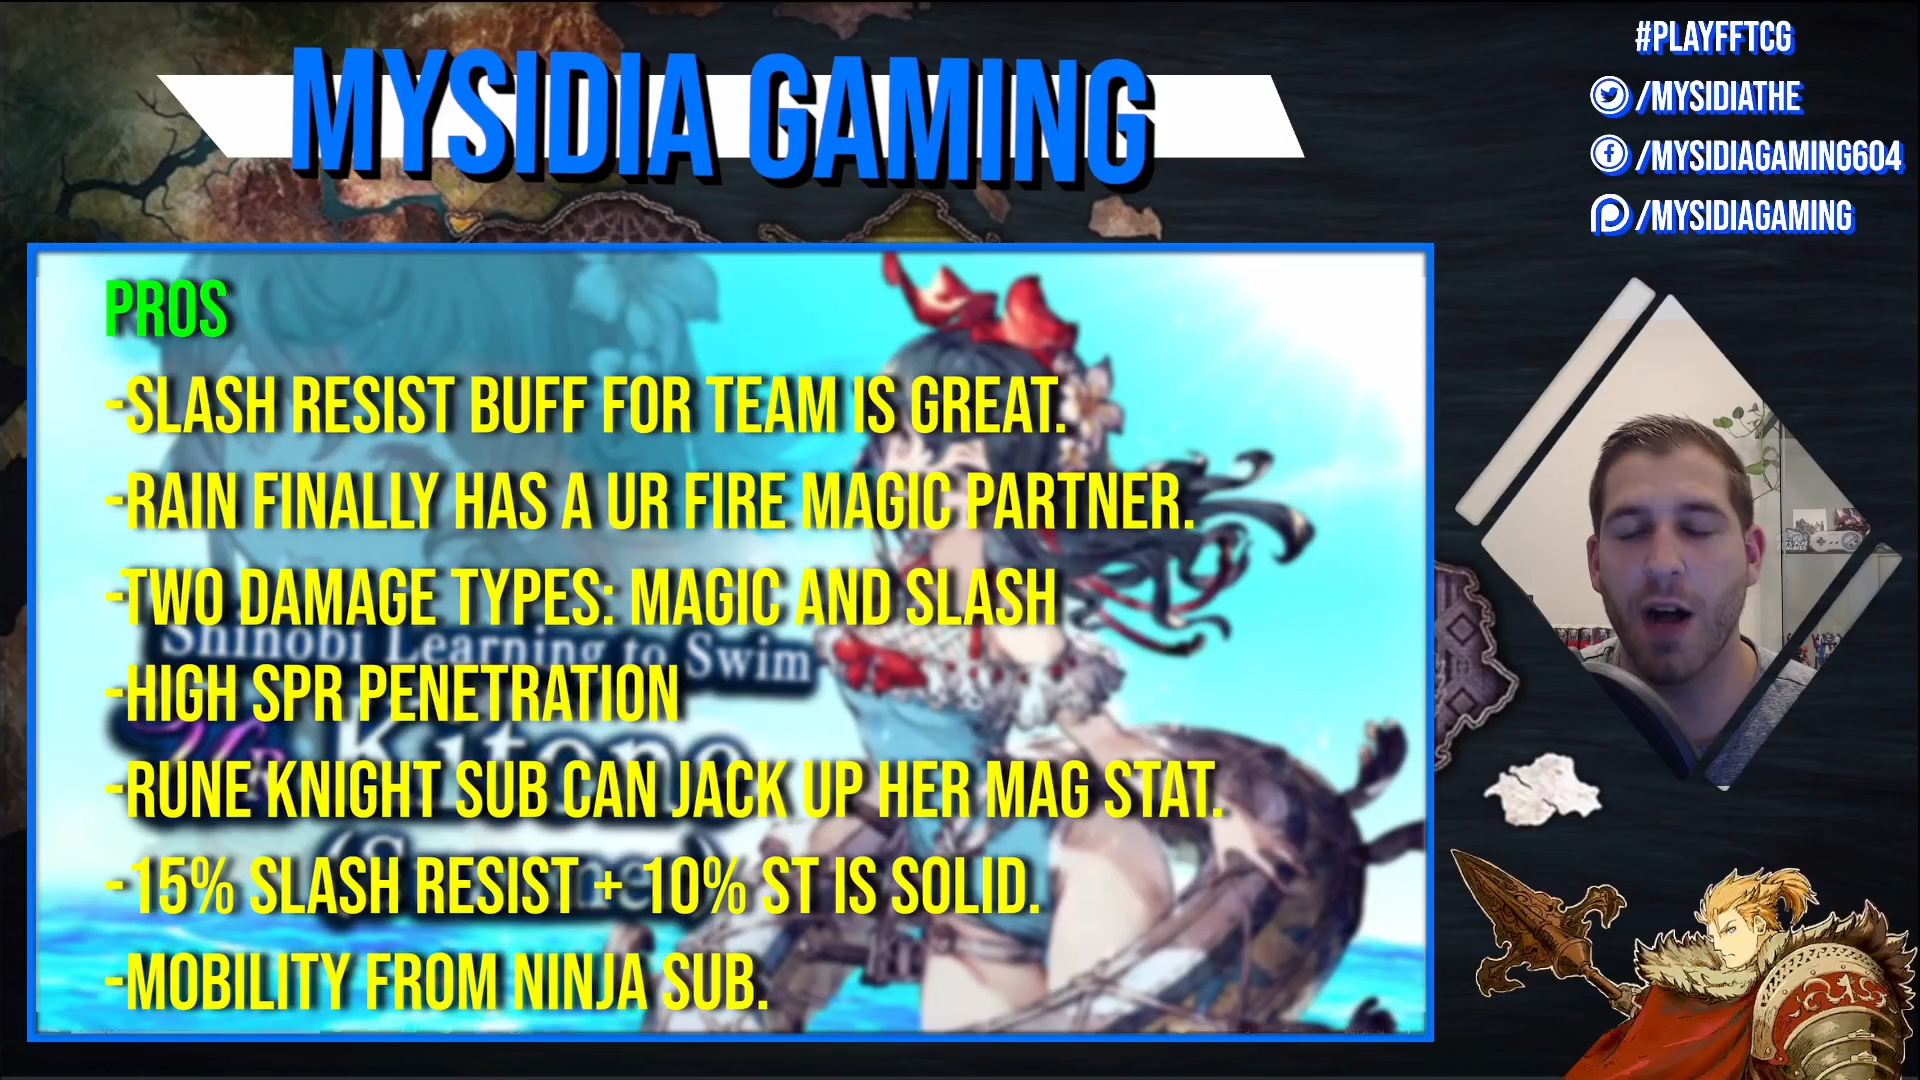 MYSIDIA GAMING
#PLAYFFTCG
/MYSIDIATHE
/MYSIDIAGAMING604
/MYSIDIAGAMING
PROS
-SLASH RESIST BUFF FOR TEAM IS GREAT.
-RAIN FINALLY HAS A UR FIRE MAGIC PARTNER.
-TWO DAMAGE TYPES: MAGIC AND SLASH
Shinobi Learning to Swim
-HIGH SPR PENETRATION
UR Kitone
-RUNE KNIGHT SUB CAN JACK UP HER MAG STAT.
-15% SLASH RESIST + 10% ST IS SOLID.
-MOBILITY FROM NINJA SUB.